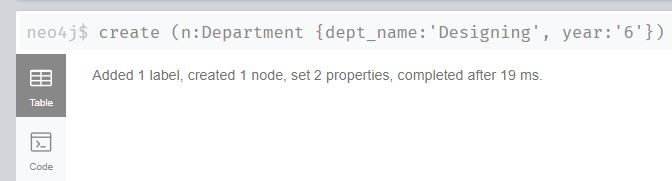 neo4j$ create (n:Department {dept_name:'Designing', year:'6'})
Added 1 label, created 1 node, set 2 properties, completed after 19 ms.
Table
Code